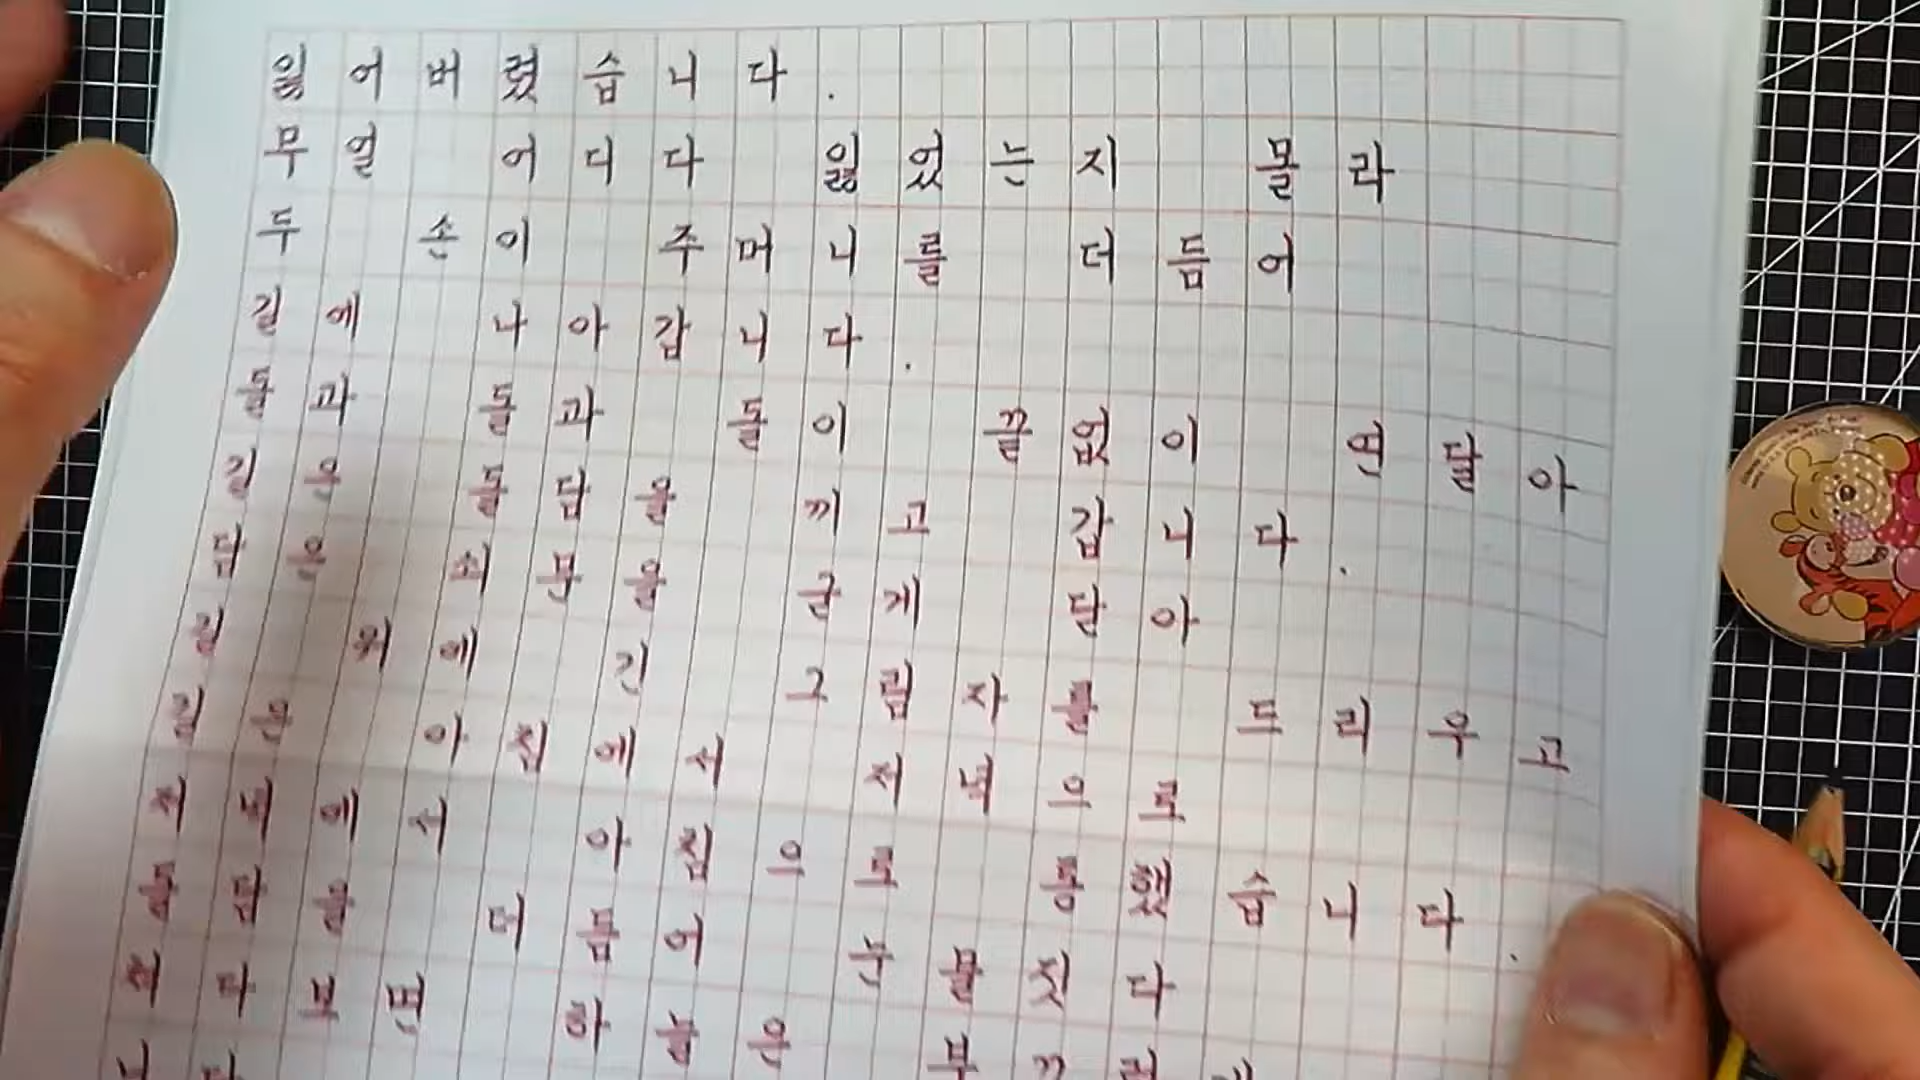 잃어버렸습니다.
무얼 어디다 잃었는지 몰라
두 손이 주머니를 더듬어
길에 나아갑니다.
돌과 돌과 돌이 끝없이 연달아
길은 돌담을 끼고 갑니다.
담은 쇠문을 굳게 닫아
길 위에 긴 그림자를 드리우고
길은 아침에서 저녁으로
저녁에서 아침으로 통했습니다.
돌담을 더듬어 눈물짓다
쳐다보면 하늘은 부끄럽게